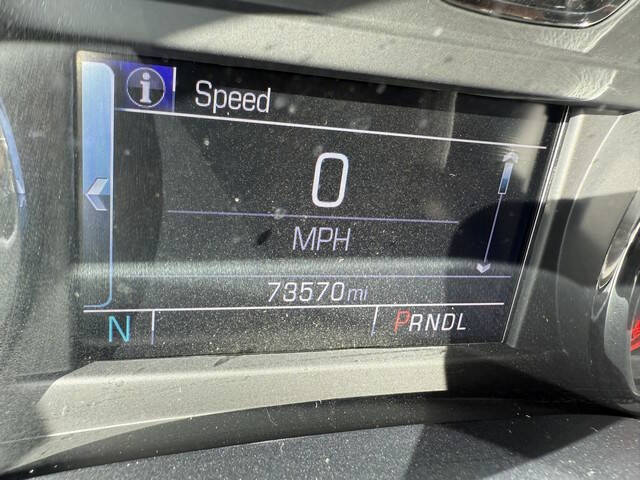 i Speed
0
MPH
73570mi
N PRNDL